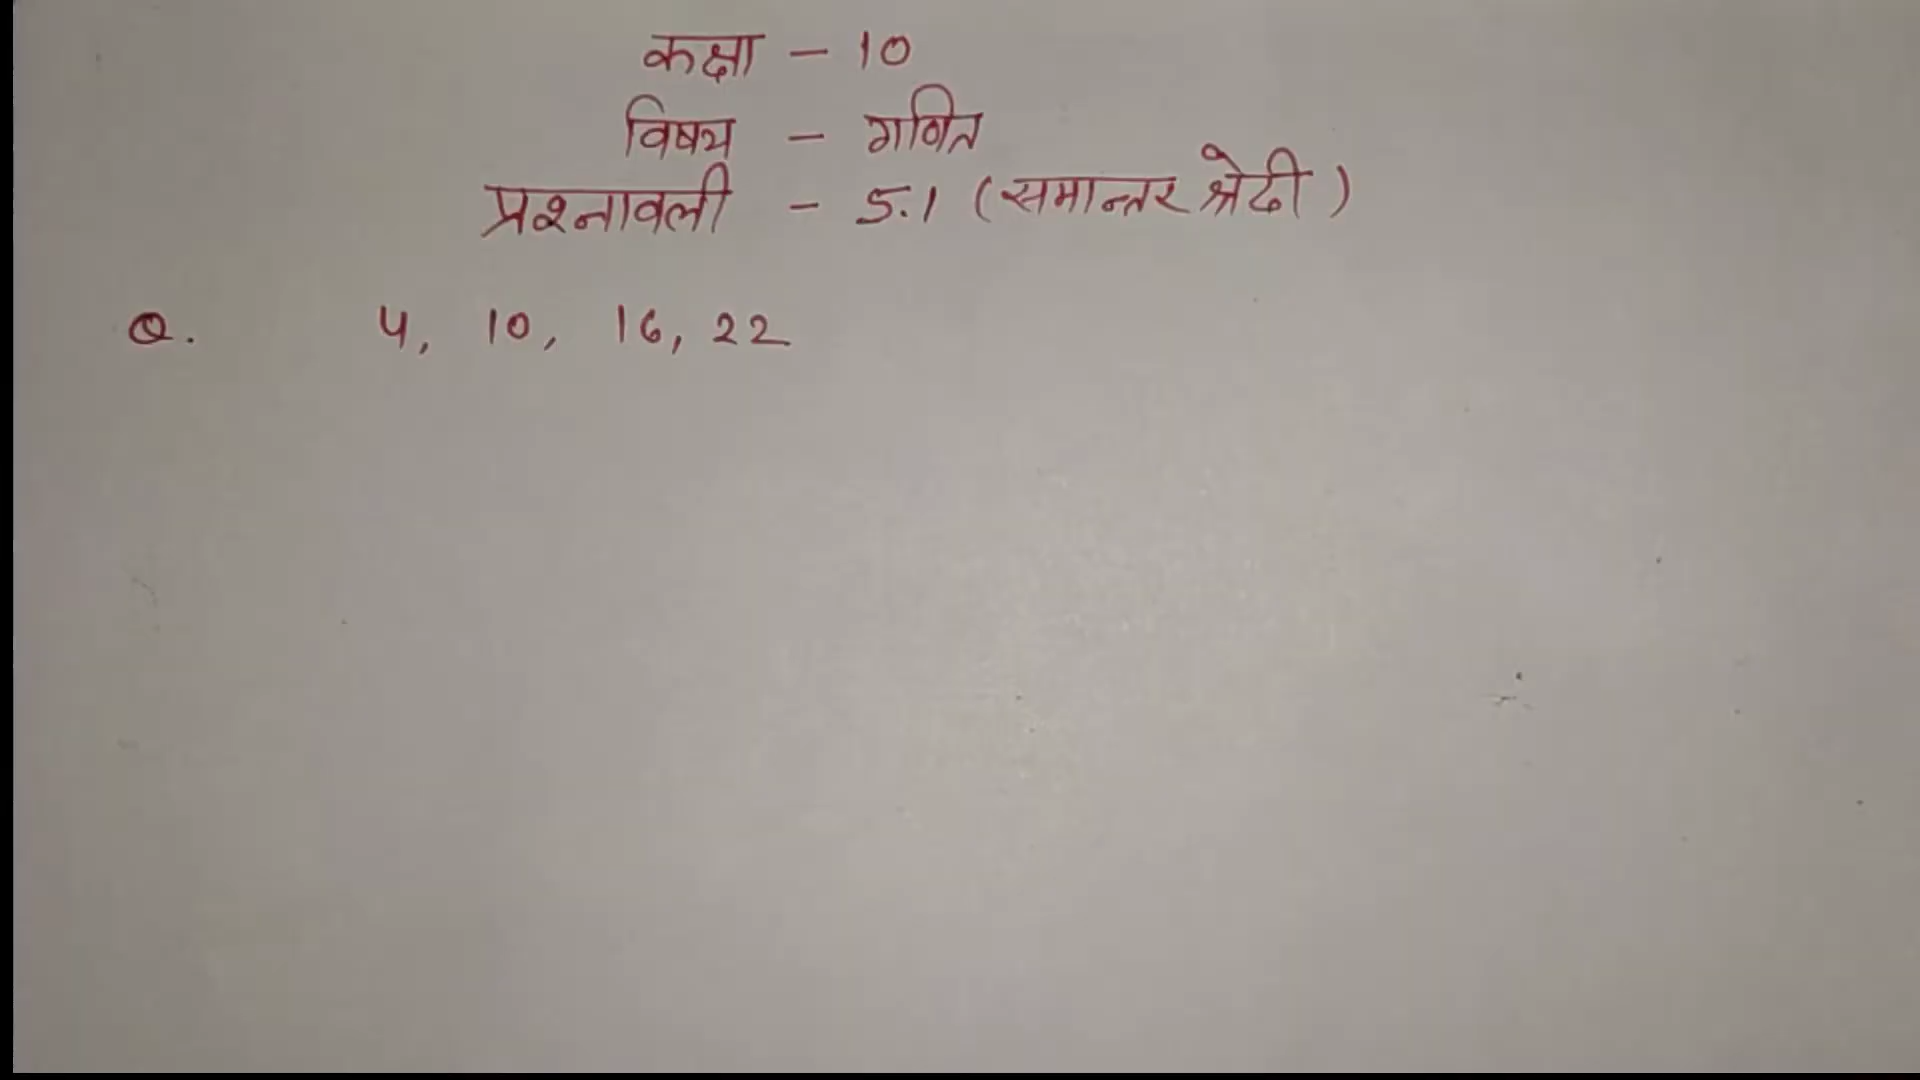 कक्षा - 10
विषय - गणित
प्रश्नावली - 5.1 (समान्तर श्रेढी)
Q. 4, 10, 16, 22